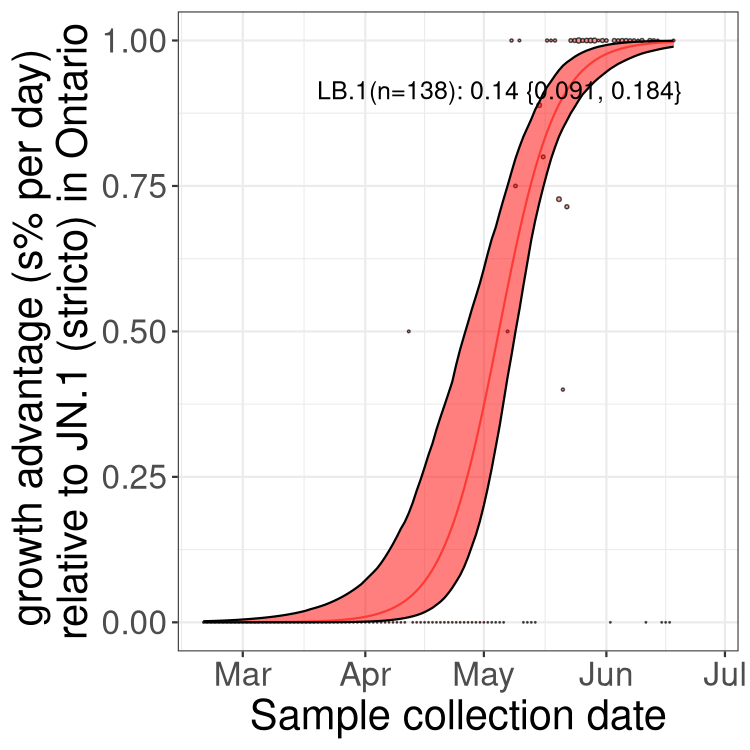 growth advantage (s% per day)
relative to JN.1 (stricto) in Ontario
1.00
0.75
0.50
0.25
0.00
LB.1(n=138): 0.14 {0.091, 0.184}
Mar Apr May Jun Jul
Sample collection date